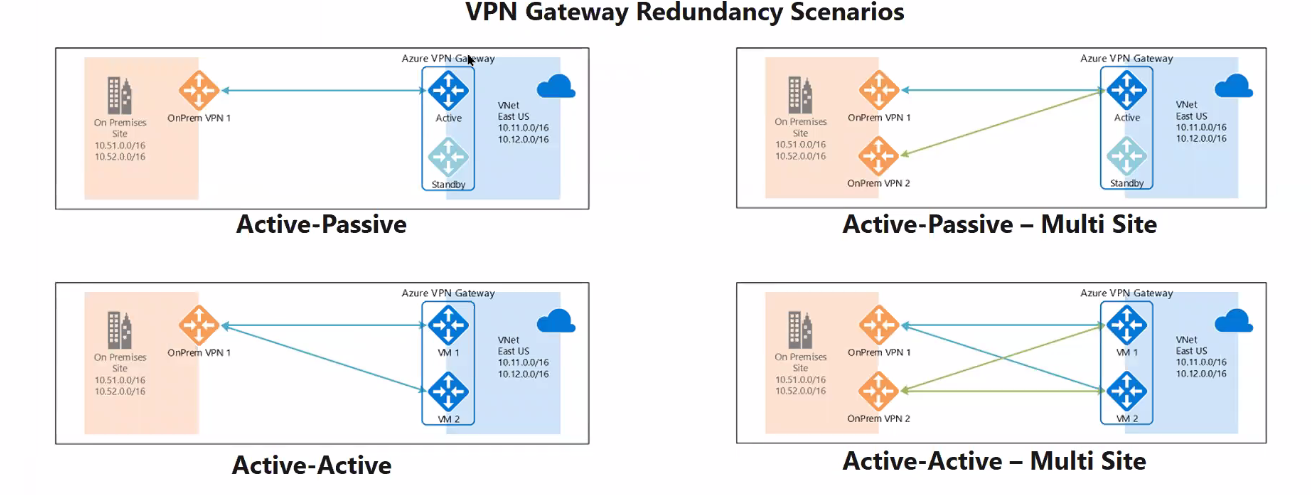 VPN Gateway Redundancy Scenarios
Azure VPN Gateway
On Premises
Site
10.51.0.0/16
10.52.0.0/16
OnPrem VPN 1
Active
Standby
VNet
East US
10.11.0.0/16
10.12.0.0/16
Active-Passive
Azure VPN Gateway
On Premises
Site
10.51 0.0/16
10.52.0.0/16
OnPrem VPN 1
OnPrem VPN 2
Active
Standby
VNet
East US
10.11.0.0/16
10.12.0.0/16
Active-Passive – Multi Site
Azure VPN Gateway
On Premises
Site
10.51.0.0/16
10.52.0.0/16
OnPrem VPN 1
VM 1
VM 2
VNet
East US
10.11.0.0/16
10.12.0.0/16
Active-Active
Azure VPN Gateway
On Premises
Site
10.51.0.0/16
10.52.0.0/16
OnPrem VPN 1
OnPrem VPN 2
VM 1
VM 2
VNet
East US
10.11.0.0/16
10.12.0.0/16
Active-Active – Multi Site